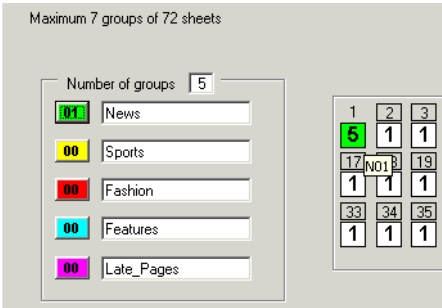 Maximum 7 groups of 72 sheets
Number of groups 5
01 News
00 Sports
00 Fashion
00 Features
00 Late_Pages
1 2 3
5 1 1
17 N01 19
1 1 1
33 34 35
1 1 1